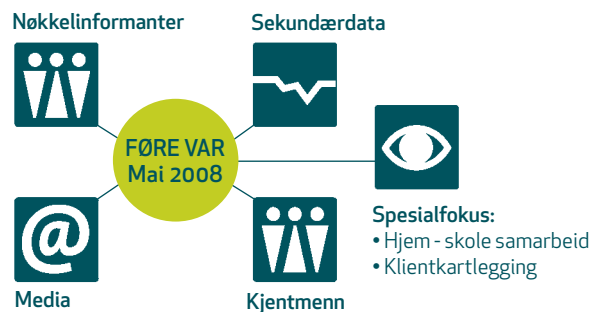 Nøkkelinformanter
Sekundærdata
FØRE VAR
Mai 2008
@
Media
Kjentmenn
Spesialfokus:
• Hjem - skole samarbeid
• Klientkartlegging